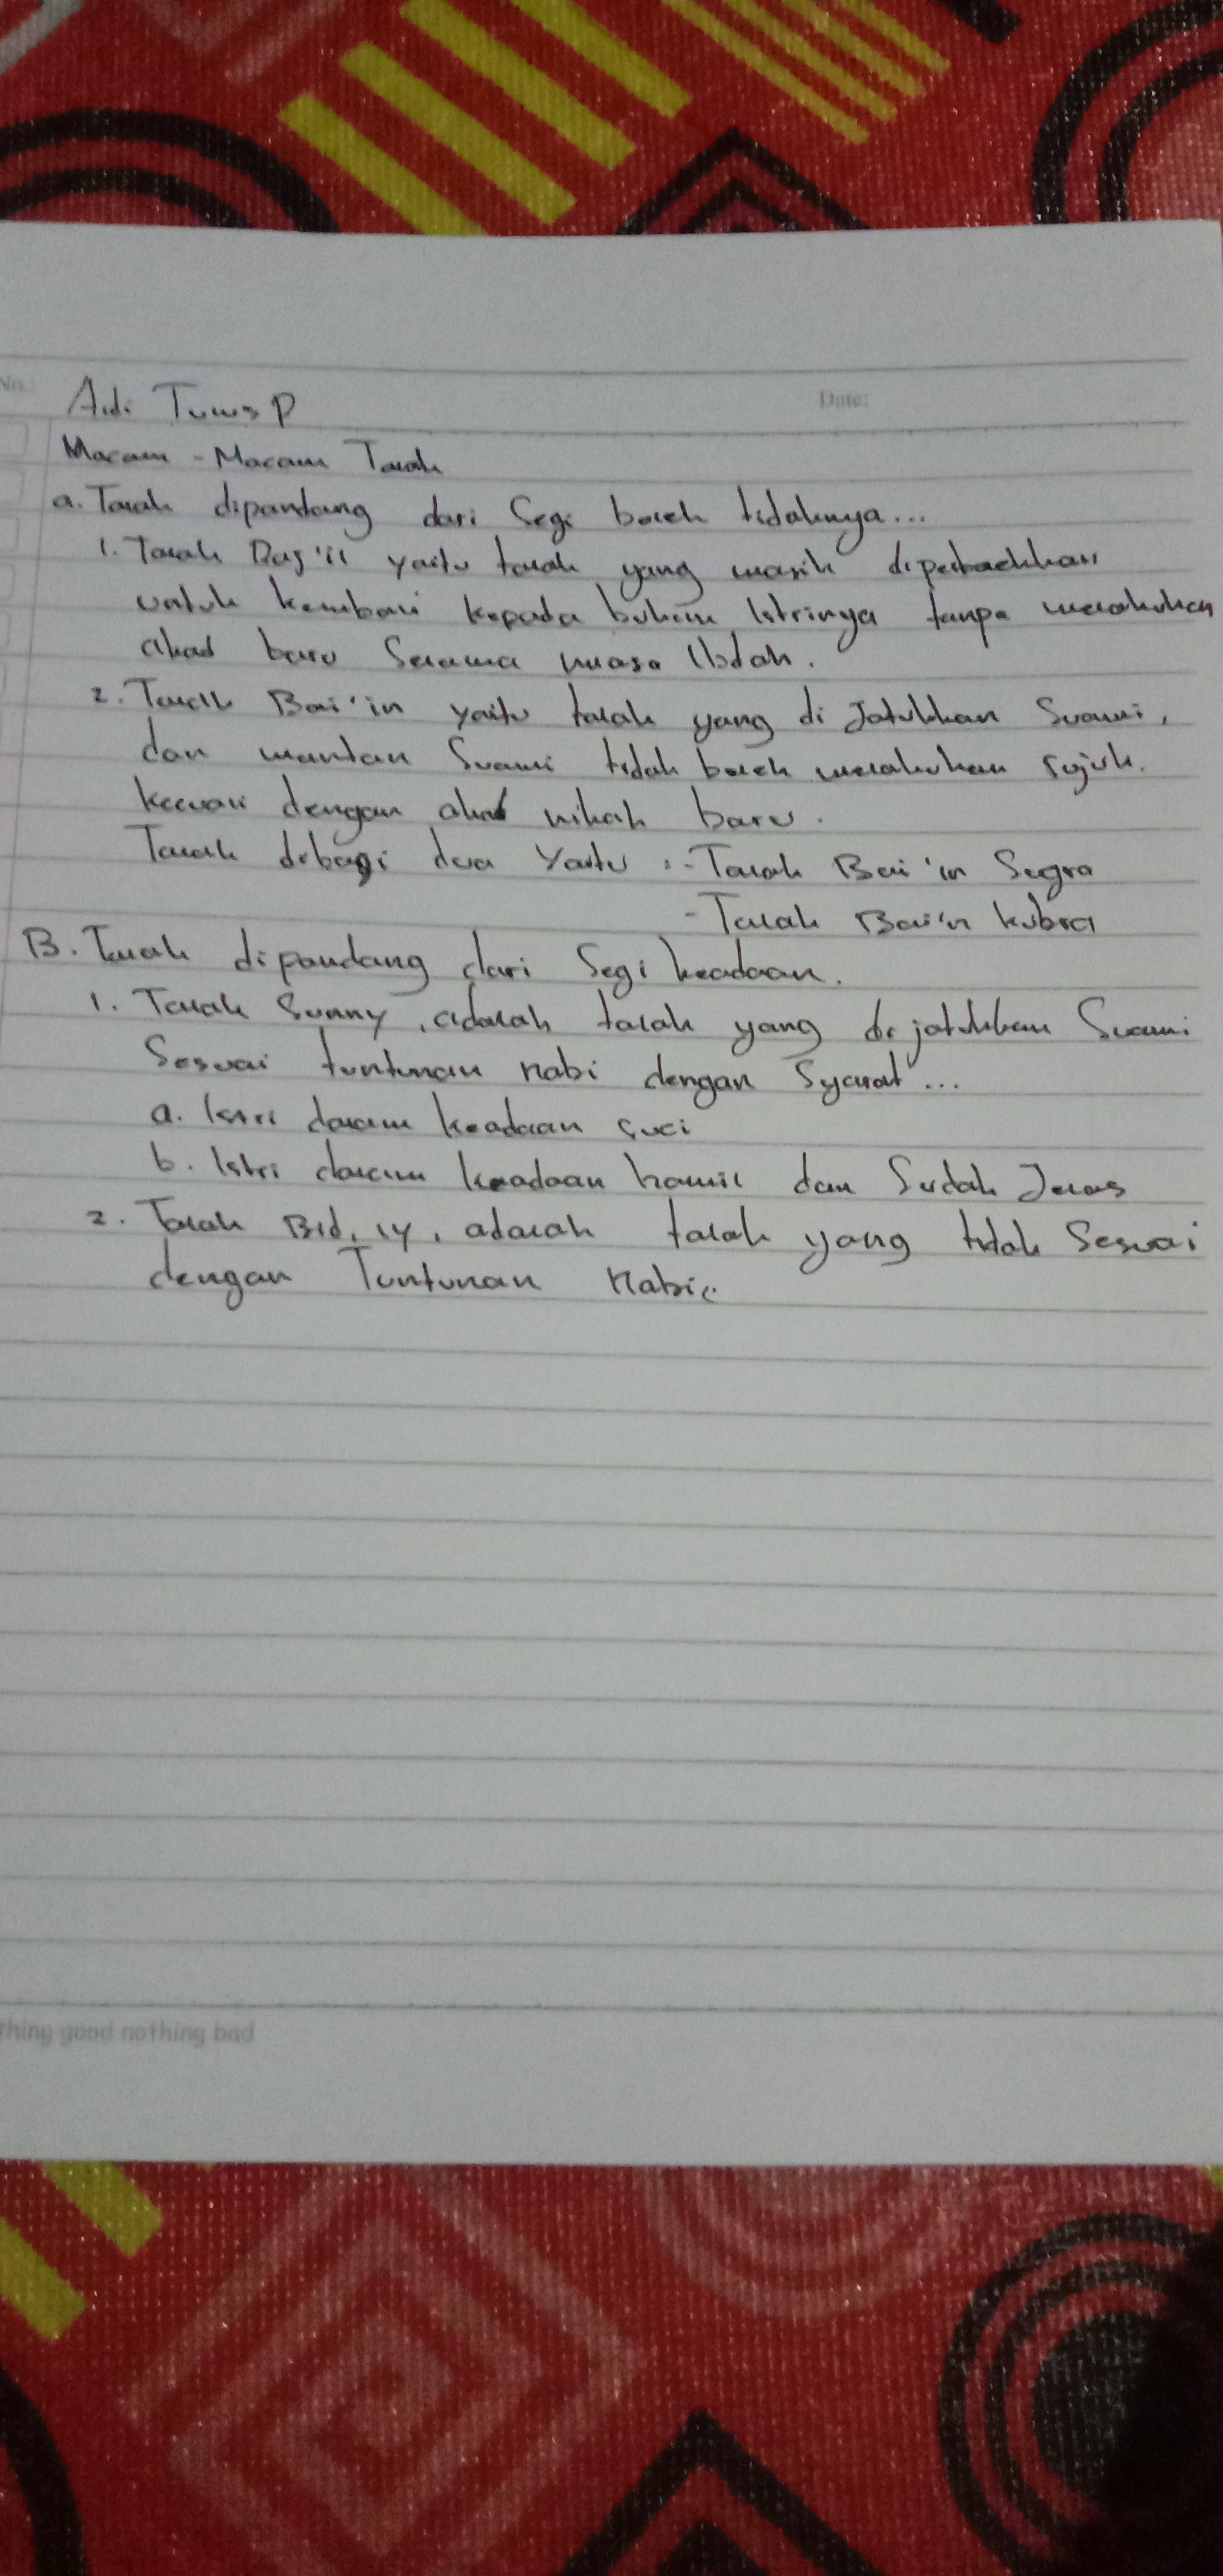 No.:
Date:
Adi P
Macam - Macam Talak
a. Talak dipandang dari Segi boleh tidaknya...
1. Talak Raj'il yaitu talak yang masih diperbolehkan
untuk kembali kepada bukan Istrinya tanpa melakukan
akad baru Selama masa Iddah.
2. Talak Bai'in yaitu talak yang di Jatuhkan Suami,
dan mantan Suami tidak boleh melakukan rujuk.
kecuali dengan akad nikah baru.
Talak dibagi dua Yaitu : - Talak Bai'in Sugra
- Talak Bai'n kubra
B. Talak dipandang dari Segi keadaan.
1. Talak Sunny, adalah talak yang di jatuhkan Suami
Sesuai tuntunan nabi dengan Syarat...
a. Istri dalam keadaan suci
b. Istri dalam keadaan hamil dan Sudah Jelas
2. Talak Bid, iy, adalah talak yang tidak Sesuai
dengan Tuntunan Nabi
thing good nothing bad